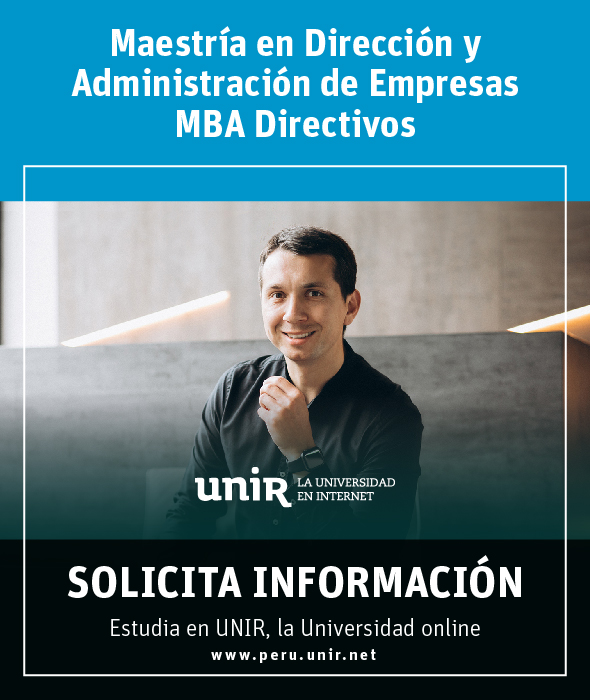 Maestría en Dirección y
Administración de Empresas
MBA Directivos
unir LA UNIVERSIDAD
EN INTERNET
SOLICITA INFORMACIÓN
Estudia en UNIR, la Universidad online
www.peru.unir.net